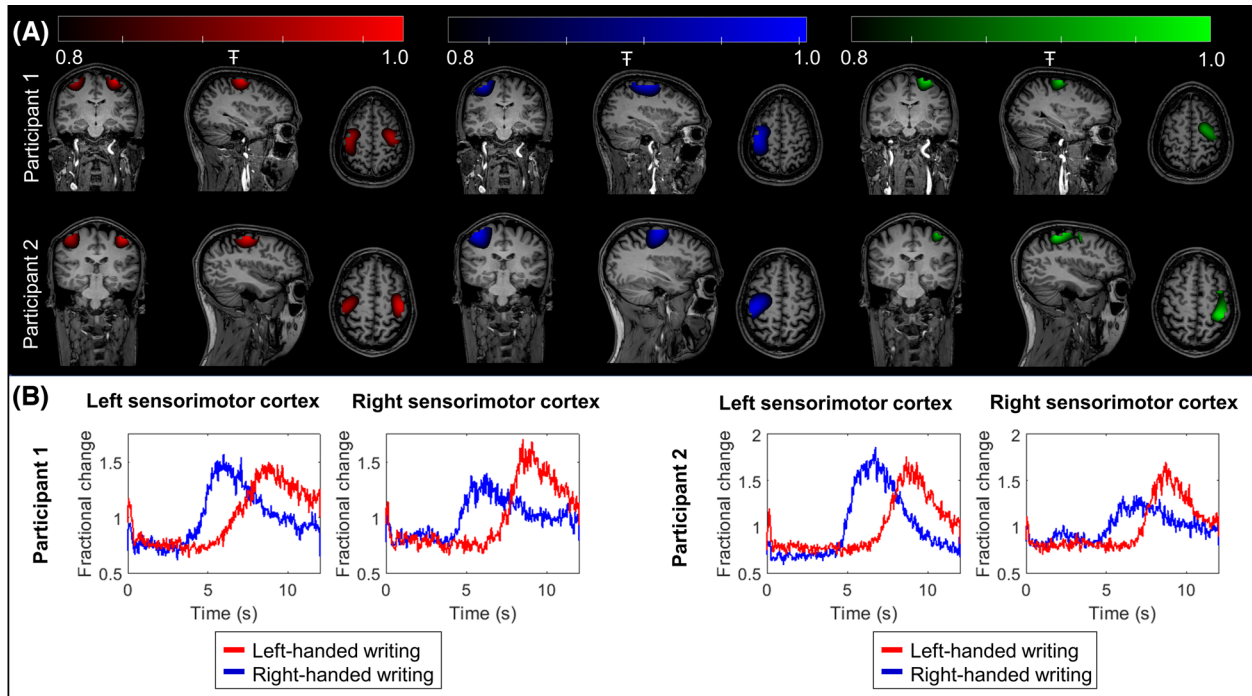 (A)
0.8 Ŧ 1.0
0.8 Ŧ 1.0
0.8 Ŧ 1.0
Participant 1
Participant 2
(B)
Left sensorimotor cortex
Right sensorimotor cortex
Left sensorimotor cortex
Right sensorimotor cortex
Participant 1
Fractional change
1.5
1
0.5
0 5 10
Time (s)
Fractional change
1.5
1
0.5
0 5 10
Time (s)
Left-handed writing
Right-handed writing
Participant 2
Fractional change
2
1.5
1
0.5
0 5 10
Time (s)
Fractional change
2
1.5
1
0.5
0 5 10
Time (s)
Left-handed writing
Right-handed writing